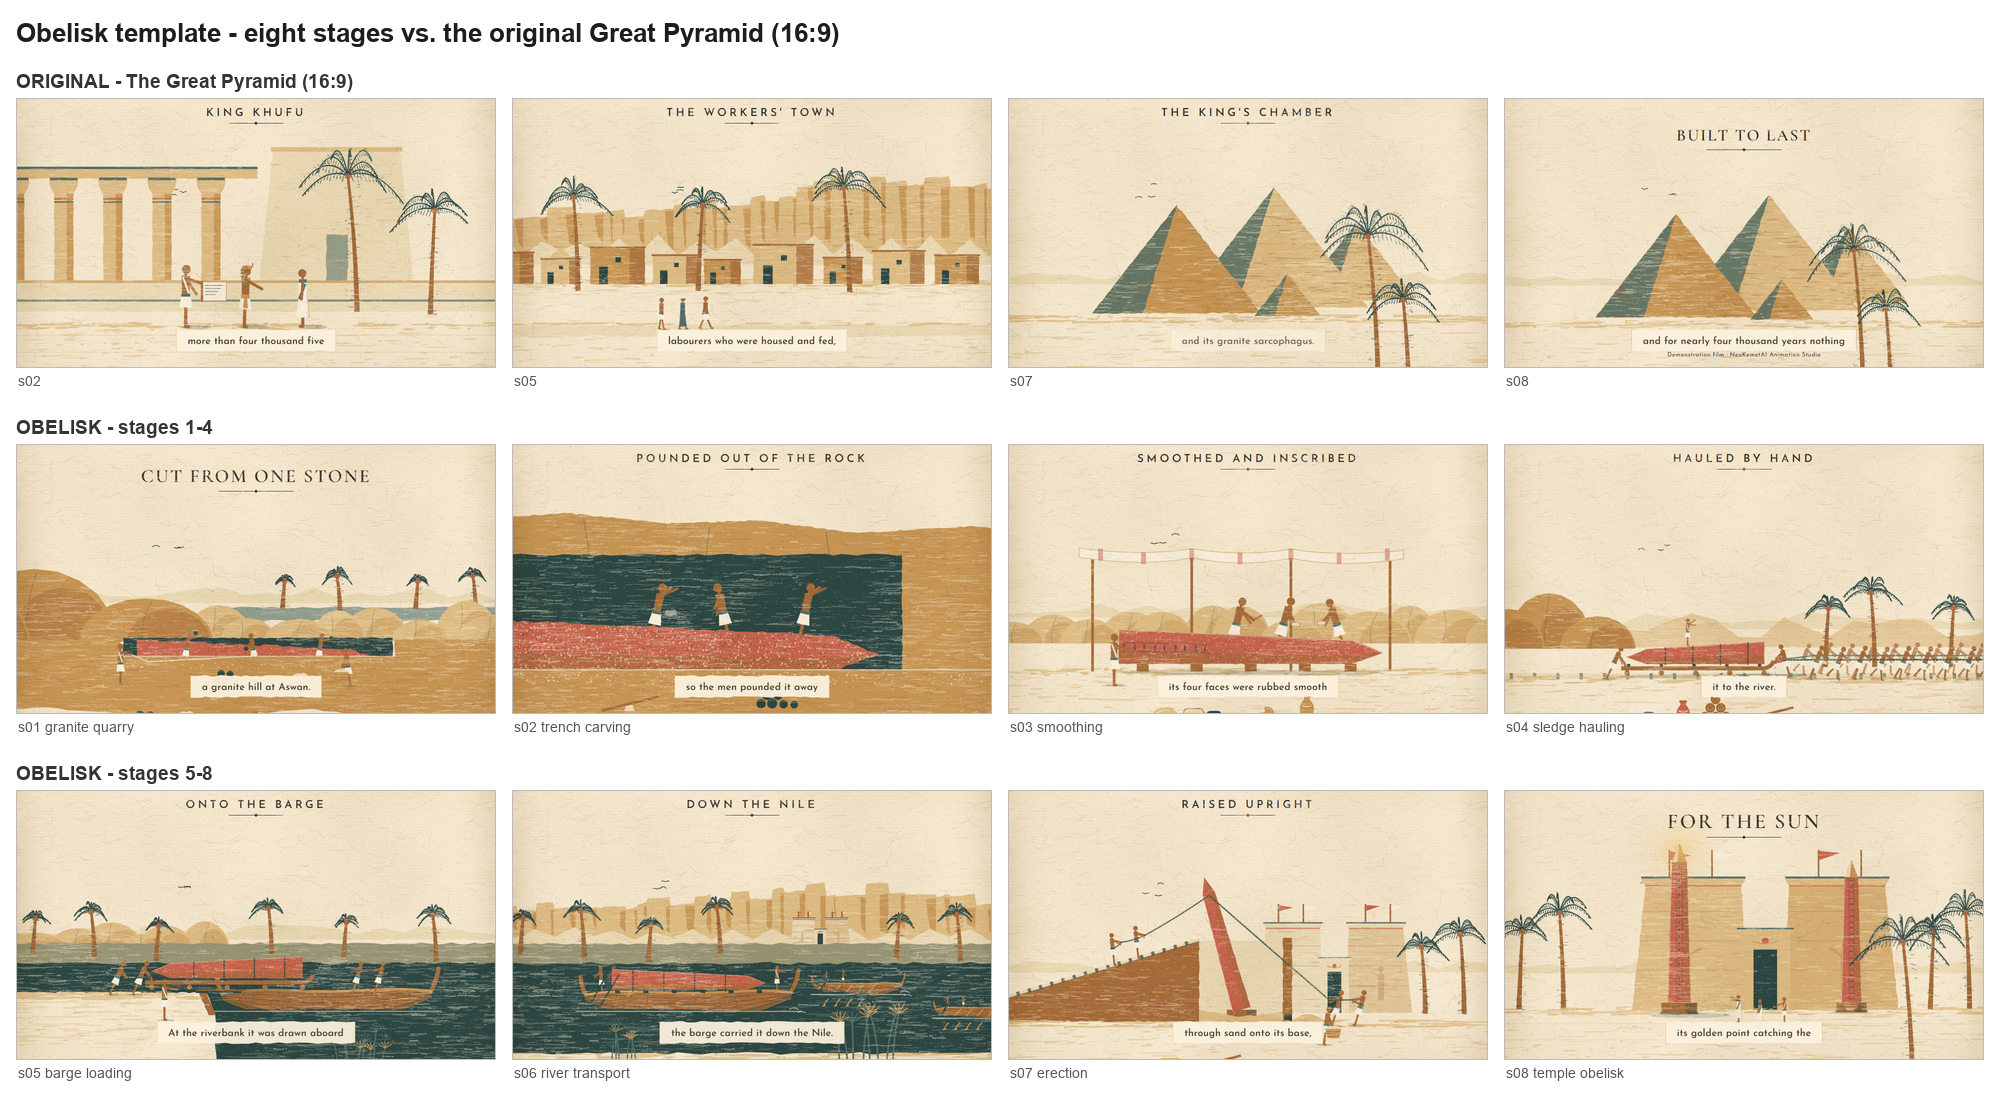 Obelisk template - eight stages vs. the original Great Pyramid (16:9)
ORIGINAL - The Great Pyramid (16:9)
KING KHUFU
more than four thousand five
s02
THE WORKERS' TOWN
labourers who were housed and fed,
s05
THE KING'S CHAMBER
and its granite sarcophagus.
s07
BUILT TO LAST
and for nearly four thousand years nothing
Demonstration film · NeoKemetAI Animation Studio
s08
OBELISK - stages 1-4
CUT FROM ONE STONE
a granite hill at Aswan.
s01 granite quarry
POUNDED OUT OF THE ROCK
so the men pounded it away
s02 trench carving
SMOOTHED AND INSCRIBED
its four faces were rubbed smooth
s03 smoothing
HAULED BY HAND
it to the river.
s04 sledge hauling
OBELISK - stages 5-8
ONTO THE BARGE
At the riverbank it was drawn aboard
s05 barge loading
DOWN THE NILE
the barge carried it down the Nile.
s06 river transport
RAISED UPRIGHT
through sand onto its base,
s07 erection
FOR THE SUN
its golden point catching the
s08 temple obelisk